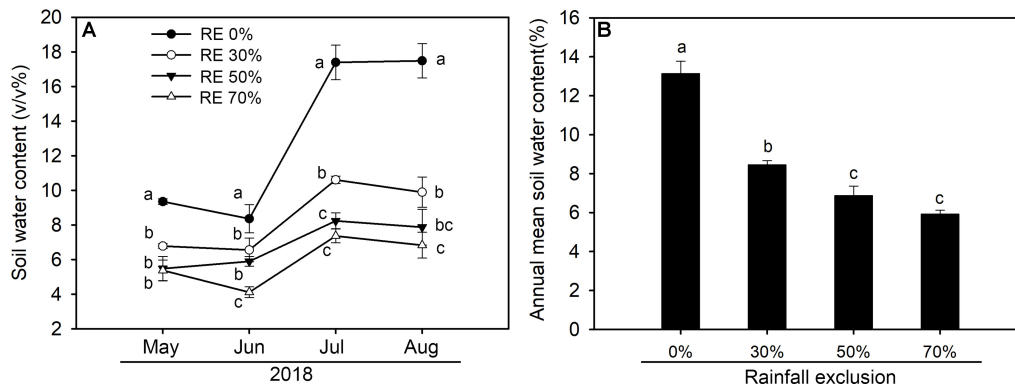 A
RE 0%
RE 30%
RE 50%
RE 70%
Soil water content (v/v%)
20
18
16
14
12
10
8
6
4
2
a
a
a
a
b
b
b
b
b
b
c
bc
b
c
c
c
May Jun Jul Aug
2018
B
Annual mean soil water content(%)
16
14
12
10
8
6
4
2
0
a
b
c
c
0% 30% 50% 70%
Rainfall exclusion